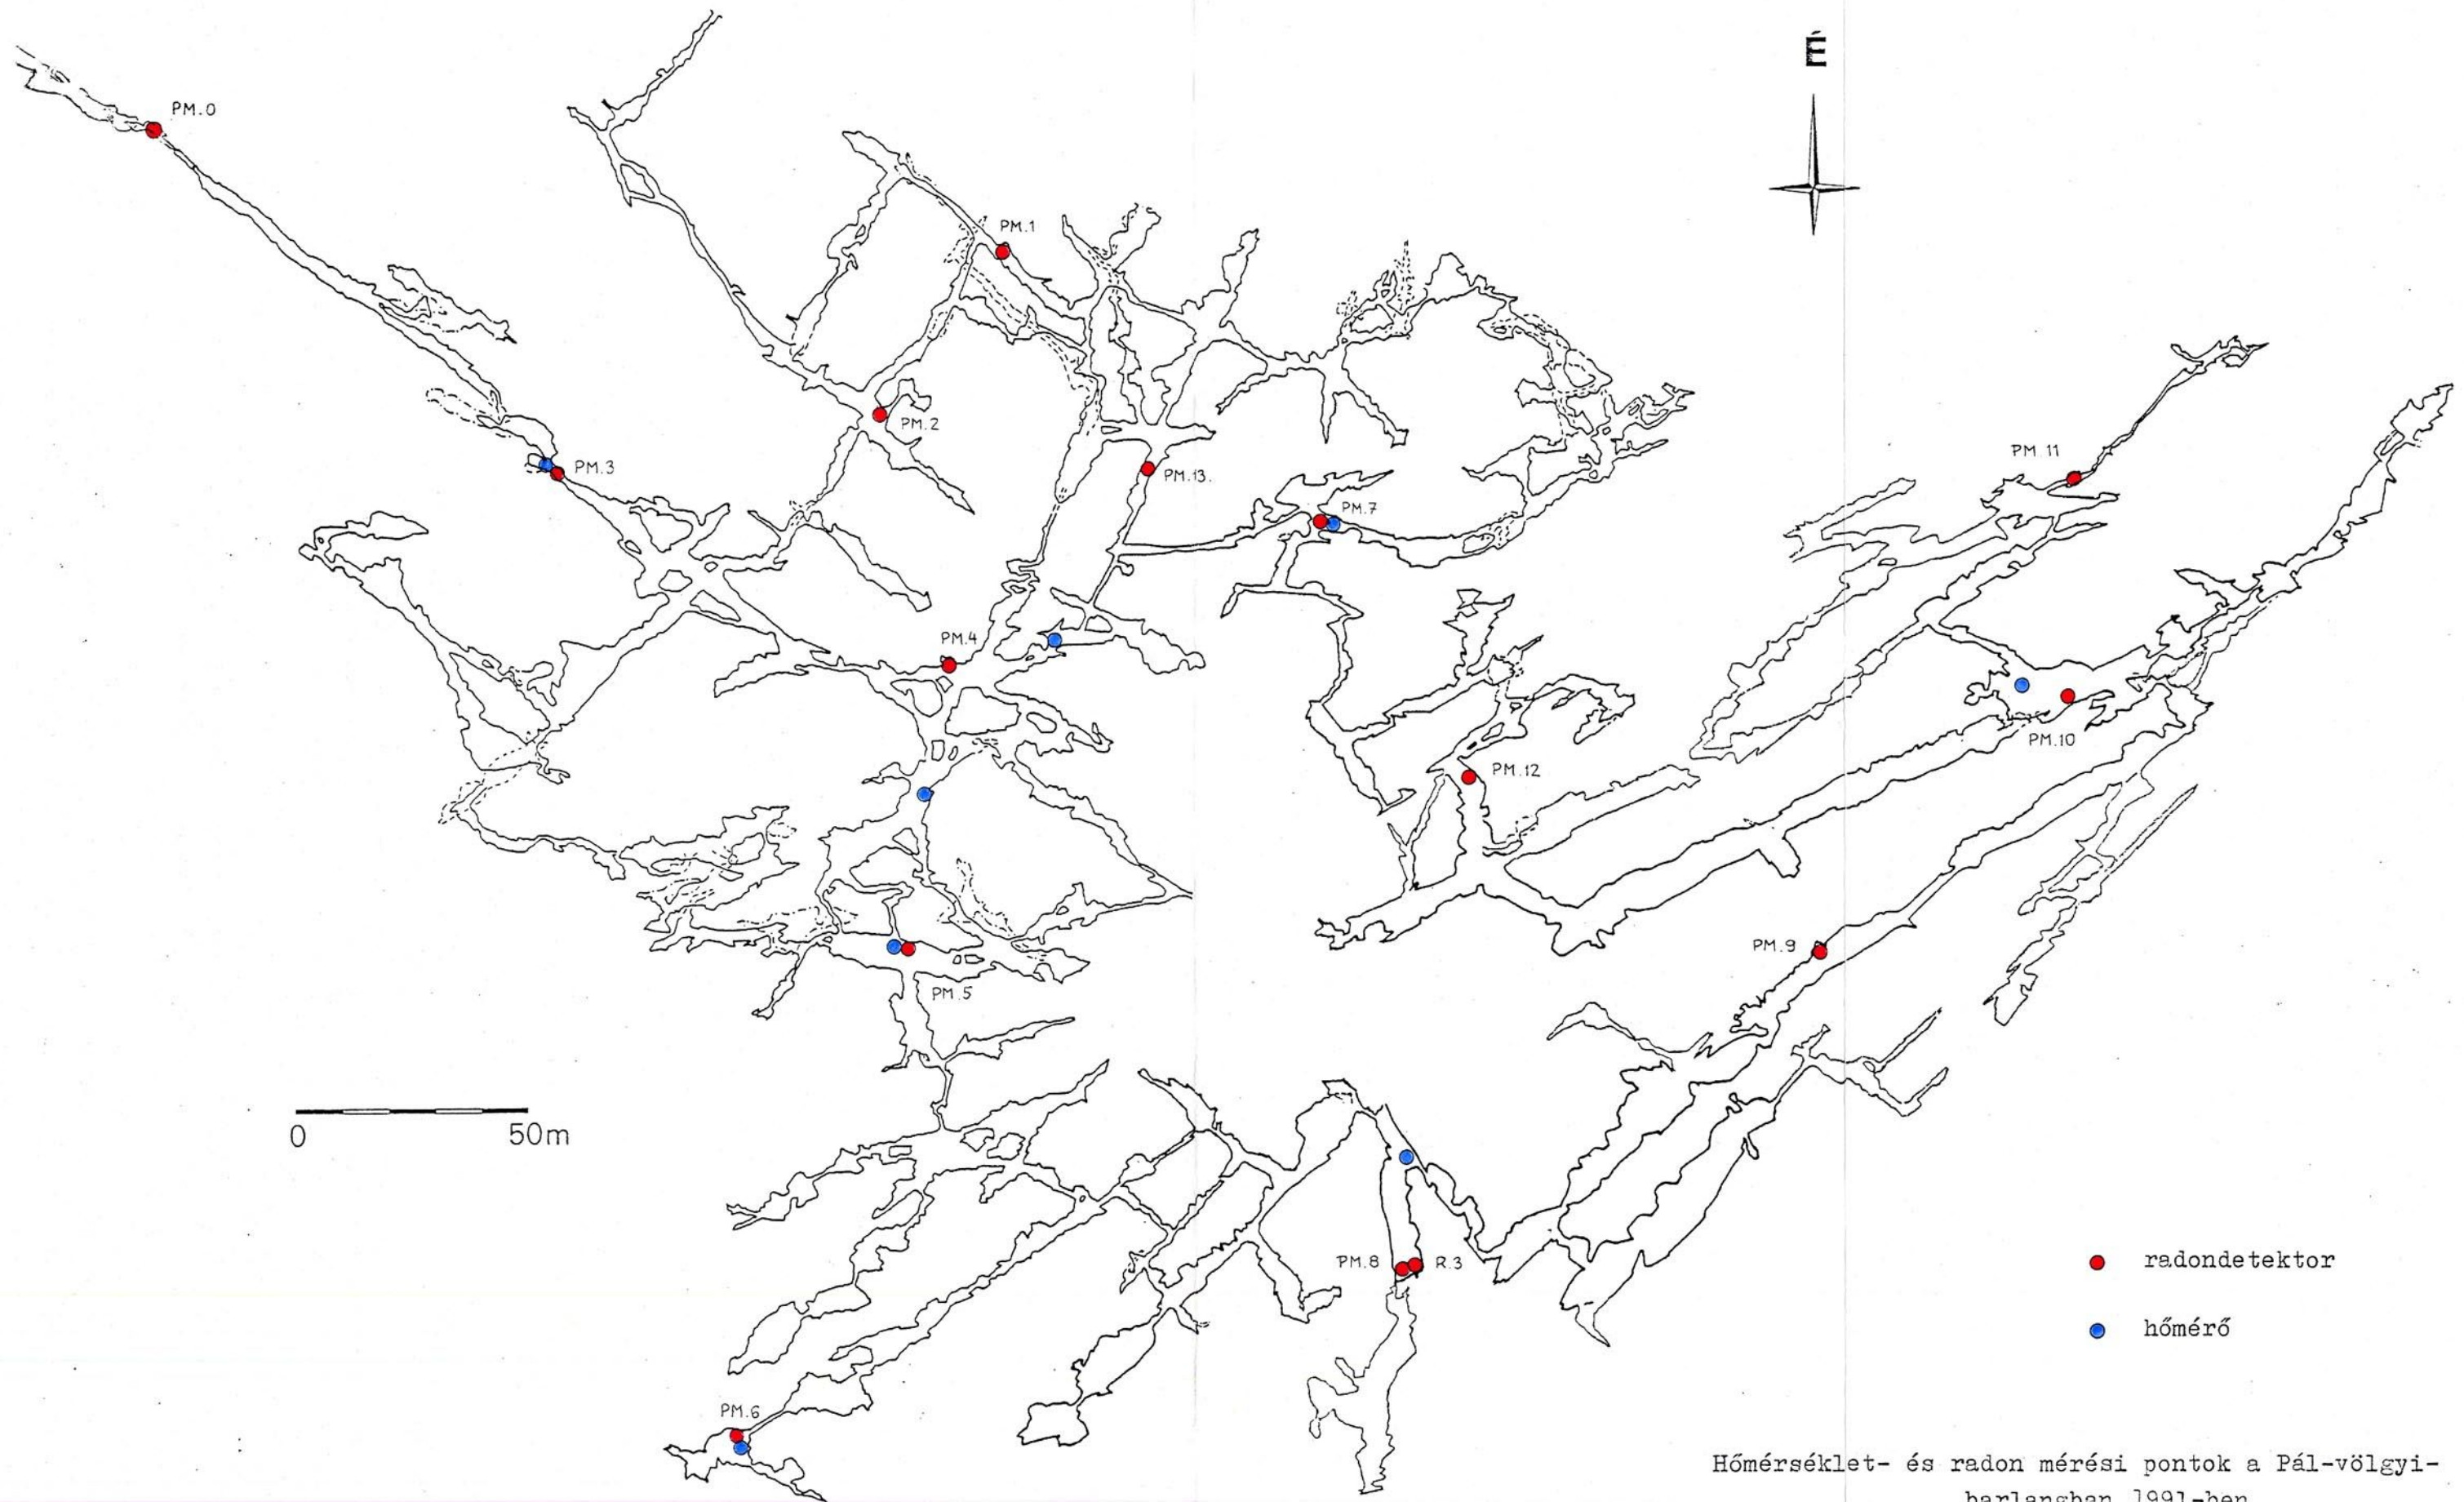 É
PM.0
PM.1
PM.2
PM.11
PM.3
PM.13.
PM.7
PM.4
PM.10
PM.12
PM.9
PM.5
0 50m
PM.8 R.3
radondetektor
hőmérő
PM.6
Hőmérséklet- és radon mérési pontok a Pál-völgyi-
barlangban 1991-ben